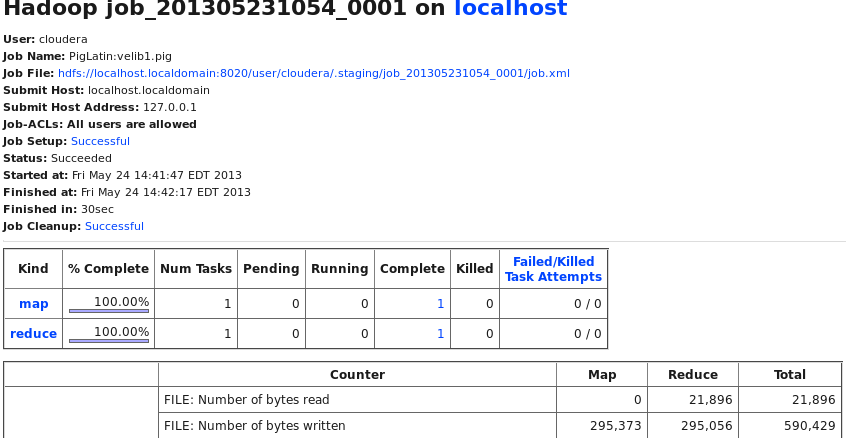 Hadoop job_201305231054_0001 on localhost
User: cloudera
Job Name: PigLatin:velib1.pig
Job File: hdfs://localhost.localdomain:8020/user/cloudera/.staging/job_201305231054_0001/job.xml
Submit Host: localhost.localdomain
Submit Host Address: 127.0.0.1
Job-ACLs: All users are allowed
Job Setup: Successful
Status: Succeeded
Started at: Fri May 24 14:41:47 EDT 2013
Finished at: Fri May 24 14:42:17 EDT 2013
Finished in: 30sec
Job Cleanup: Successful
Kind % Complete Num Tasks Pending Running Complete Killed Failed/Killed Task Attempts
map 100.00% 1 0 0 1 0 0 / 0
reduce 100.00% 1 0 0 1 0 0 / 0
Counter Map Reduce Total
FILE: Number of bytes read 0 21,896 21,896
FILE: Number of bytes written 295,373 295,056 590,429